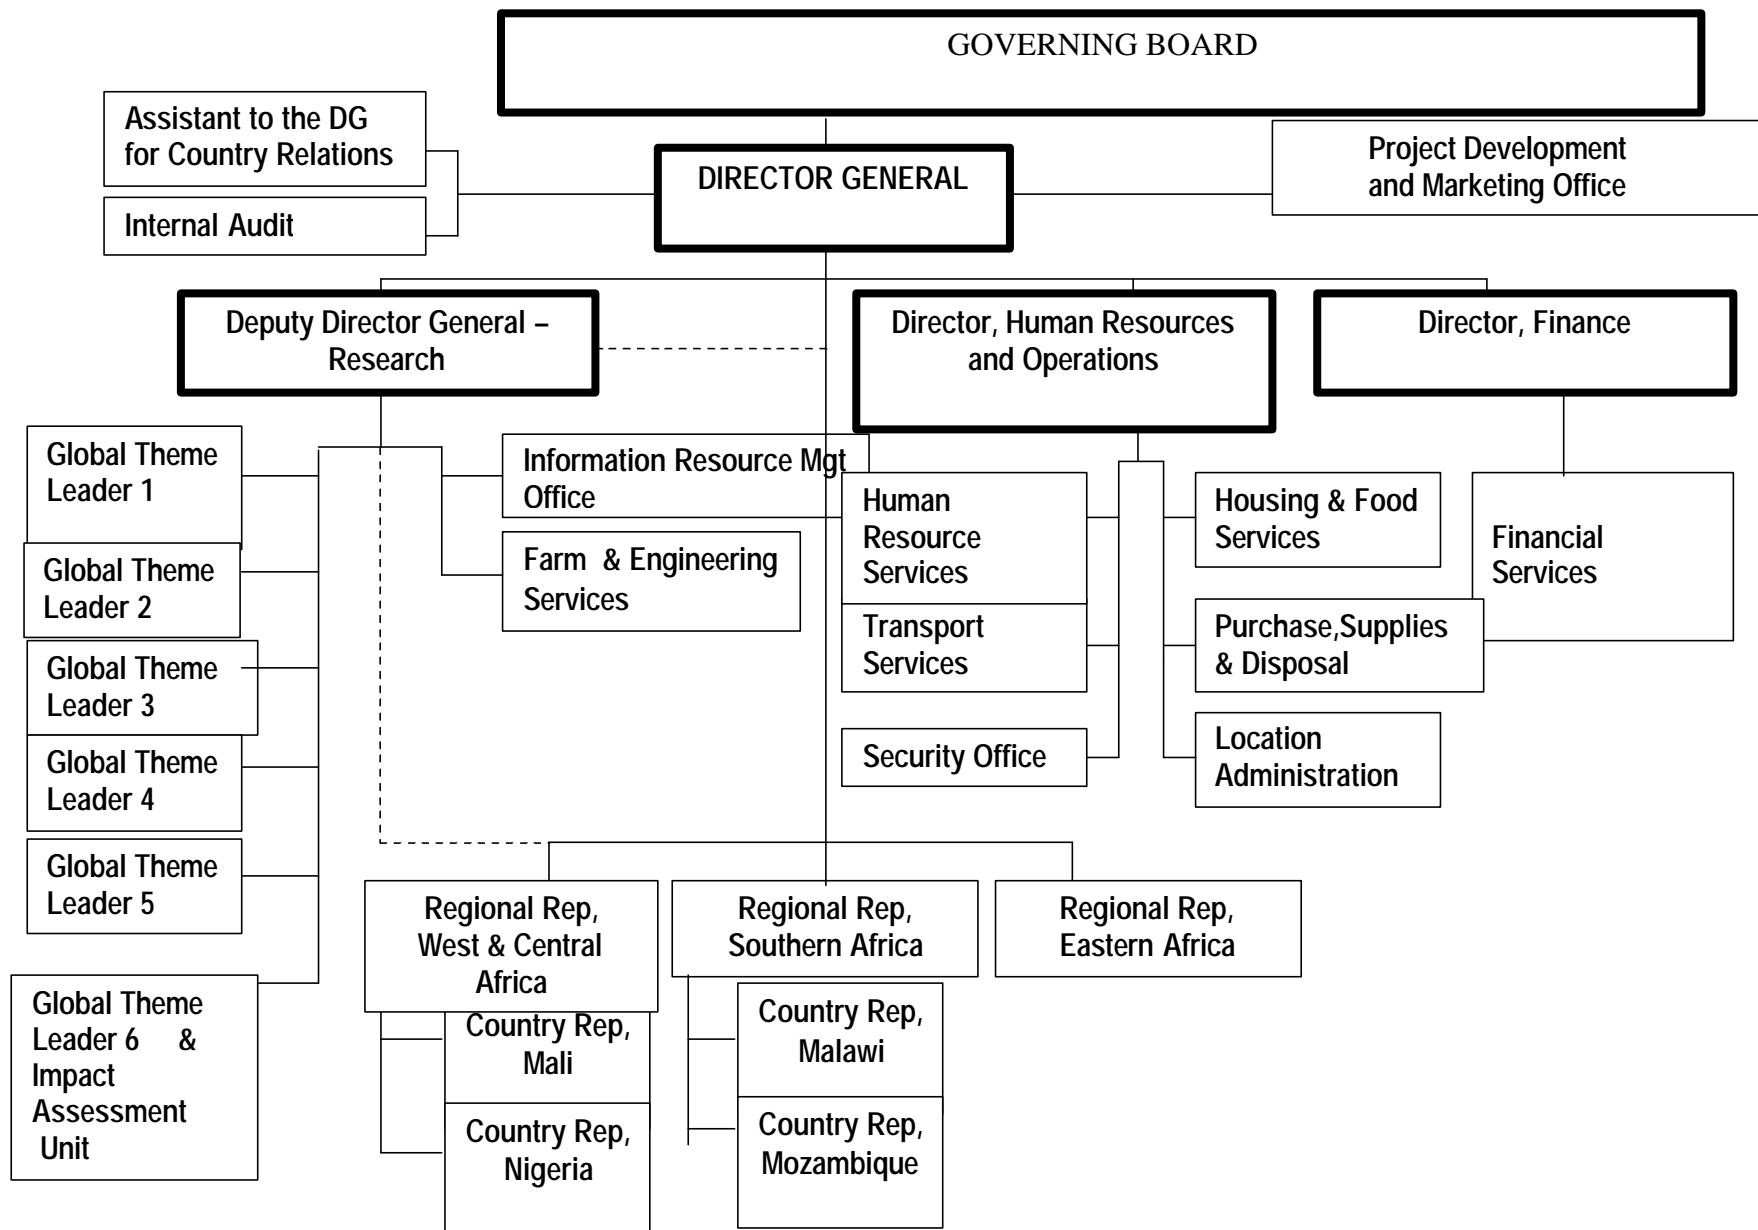 GOVERNING BOARD
Assistant to the DG
for Country Relations
Internal Audit
DIRECTOR GENERAL
Project Development
and Marketing Office
Deputy Director General –
Research
Director, Human Resources
and Operations
Director, Finance
Global Theme
Leader 1
Global Theme
Leader 2
Global Theme
Leader 3
Global Theme
Leader 4
Global Theme
Leader 5
Global Theme
Leader 6 &
Impact
Assessment
Unit
Information Resource Mgt
Office
Farm & Engineering
Services
Human
Resource
Services
Transport
Services
Security Office
Housing & Food
Services
Purchase,Supplies
& Disposal
Location
Administration
Financial
Services
Regional Rep,
West & Central
Africa
Country Rep,
Mali
Country Rep,
Nigeria
Regional Rep,
Southern Africa
Country Rep,
Malawi
Country Rep,
Mozambique
Regional Rep,
Eastern Africa